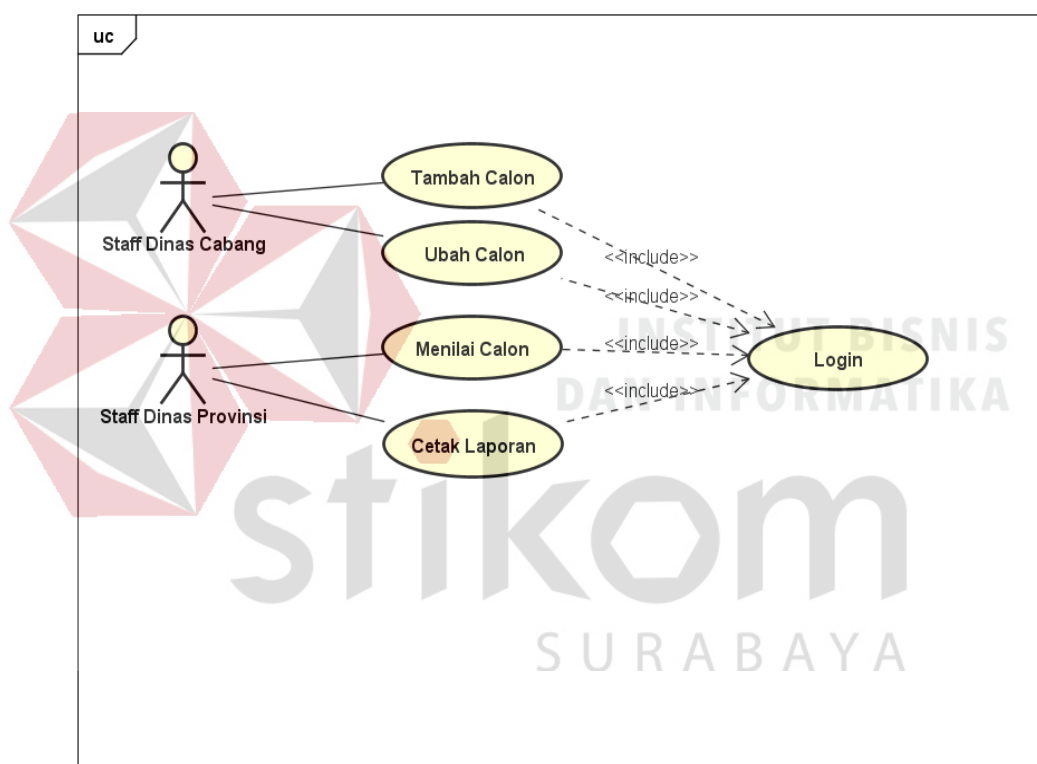 uc
Tambah Calon
Staff Dinas Cabang
Ubah Calon
<<include>>
<<include>>
Menilai Calon
<<include>>
Login
INSTITUT BISNIS
DAN INFORMATIKA
<<include>>
Staff Dinas Provinsi
Cetak Laporan
stikom
SURABAYA